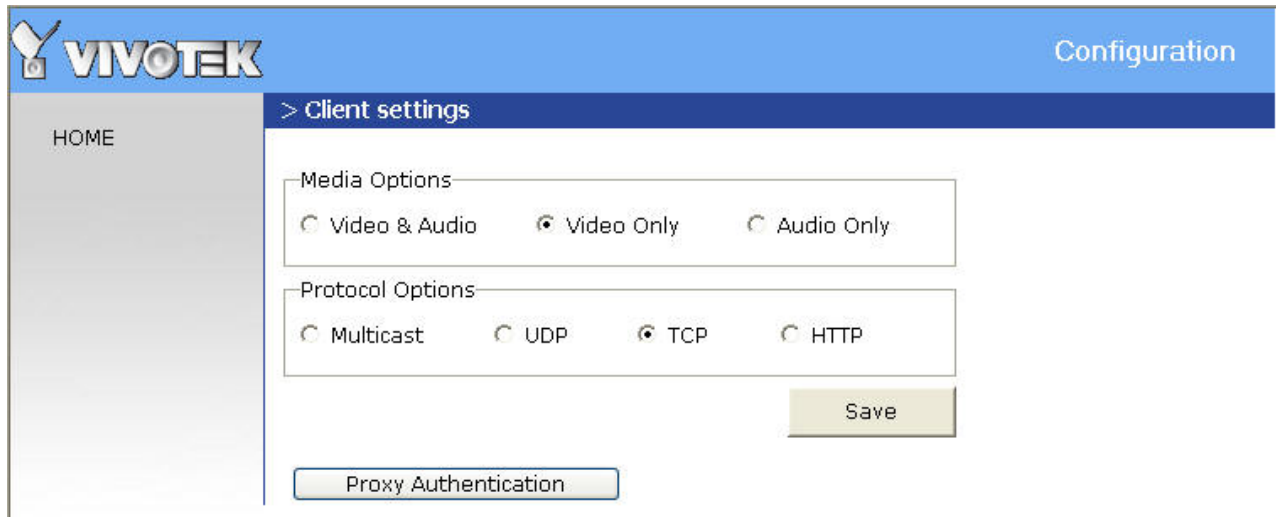 VIVOTEK
Configuration
> Client settings
HOME
Media Options
Video & Audio Video Only Audio Only
Protocol Options
Multicast UDP TCP HTTP
Save
Proxy Authentication